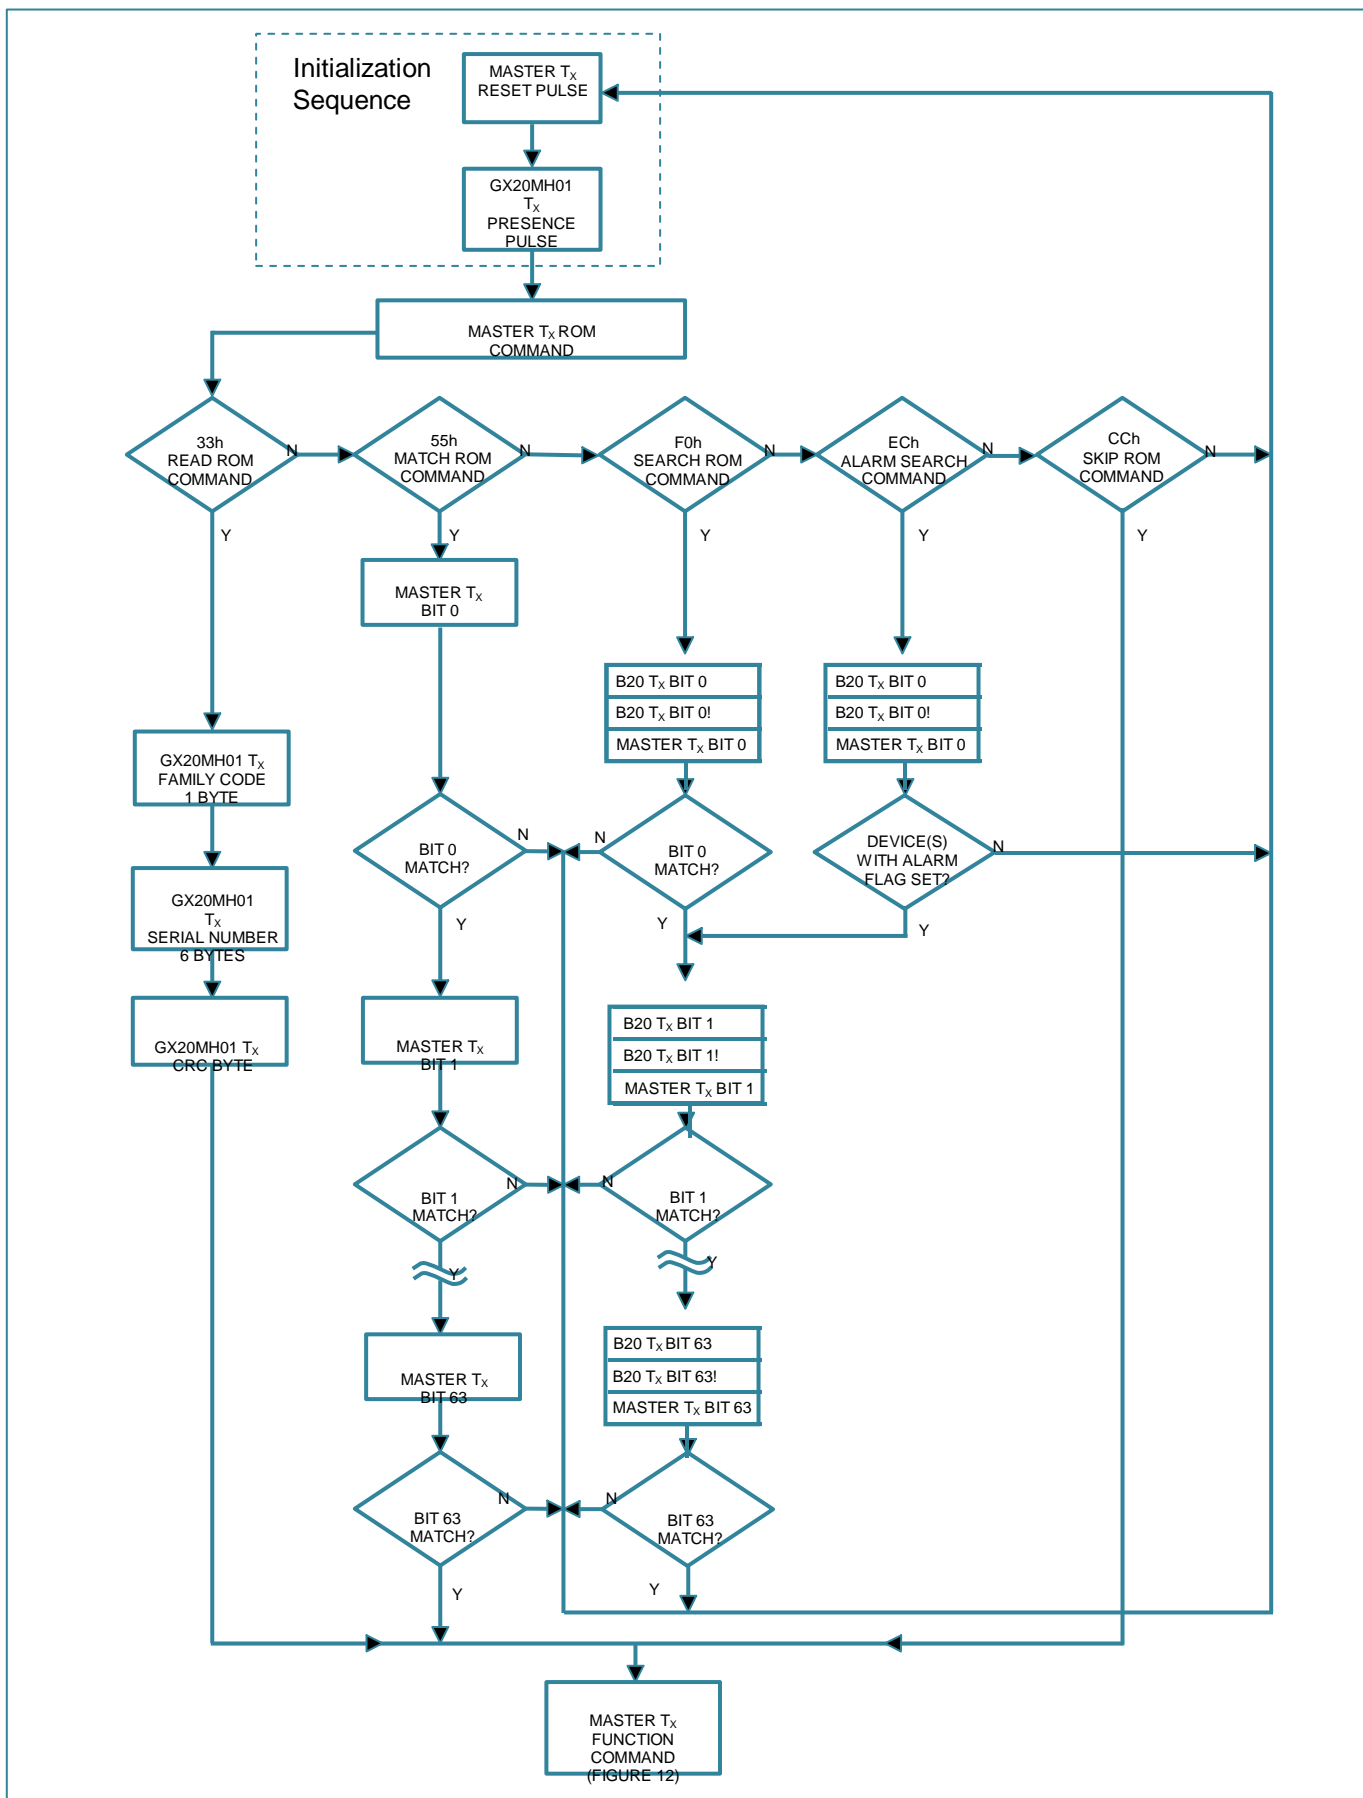 Initialization
Sequence
MASTER TX
RESET PULSE
GX20MH01
TX
PRESENCE
PULSE
MASTER TX ROM
COMMAND
33h
READ ROM
COMMAND
N
Y
55h
MATCH ROM
COMMAND
N
Y
F0h
SEARCH ROM
COMMAND
N
Y
ECh
ALARM SEARCH
COMMAND
N
Y
CCh
SKIP ROM
COMMAND
N
Y
MASTER TX
BIT 0
B20 TX BIT 0
B20 TX BIT 0!
MASTER TX BIT 0
B20 TX BIT 0
B20 TX BIT 0!
MASTER TX BIT 0
GX20MH01 TX
FAMILY CODE
1 BYTE
BIT 0
MATCH?
N
Y
BIT 0
MATCH?
N
Y
DEVICE(S)
WITH ALARM
FLAG SET?
N
Y
GX20MH01
TX
SERIAL NUMBER
6 BYTES
GX20MH01 TX
CRC BYTE
MASTER TX
BIT 1
B20 TX BIT 1
B20 TX BIT 1!
MASTER TX BIT 1
BIT 1
MATCH?
N
Y
BIT 1
MATCH?
N
Y
MASTER TX
BIT 63
B20 TX BIT 63
B20 TX BIT 63!
MASTER TX BIT 63
BIT 63
MATCH?
N
Y
BIT 63
MATCH?
N
Y
MASTER TX
FUNCTION
COMMAND
(FIGURE 12)